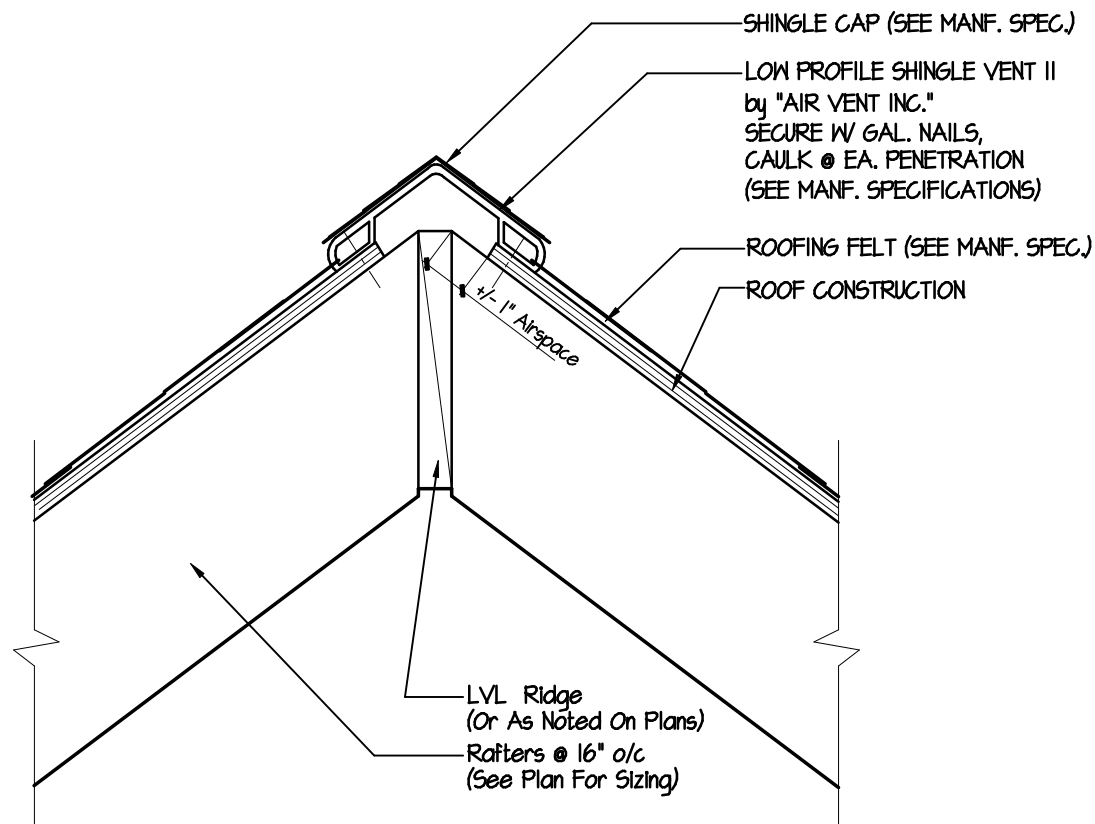 SHINGLE CAP (SEE MANF. SPEC.)
LOW PROFILE SHINGLE VENT II
by "AIR VENT INC."
SECURE W/ GAL. NAILS,
CAULK @ EA. PENETRATION
(SEE MANF. SPECIFICATIONS)
ROOFING FELT (SEE MANF. SPEC.)
ROOF CONSTRUCTION
+/- 1" Airspace
LVL Ridge
(Or As Noted On Plans)
Rafters @ 16" o/c
(See Plan For Sizing)